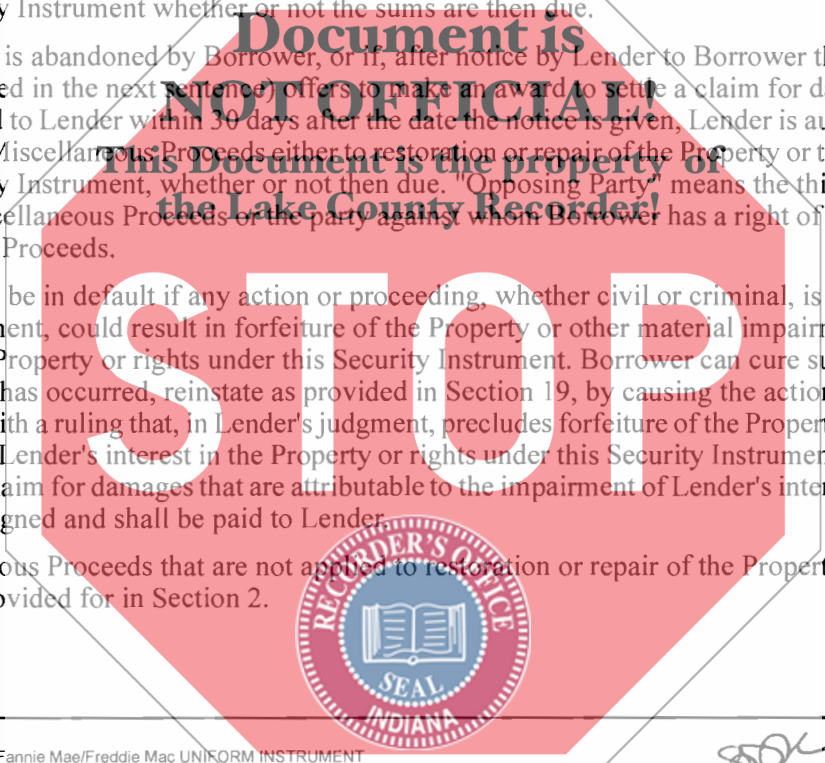 y Instrument whether or not the sums are then due.
Document is
is abandoned by Borrower, or if, after notice by Lender to Borrower th
ed in the next sentence) offers to make an award to settle a claim for d
NOT OFFICIAL!
to Lender within 30 days after the date the notice is given, Lender is au
Miscellaneous Proceeds either to restoration or repair of the Property or t
This Document is the property of
y Instrument, whether or not then due. "Opposing Party" means the thi
cellaneous Proceeds or the party against whom Borrower has a right of
the Lake County Recorder!
Proceeds.
be in default if any action or proceeding, whether civil or criminal, is
ent, could result in forfeiture of the Property or other material impairn
Property or rights under this Security Instrument. Borrower can cure su
has occurred, reinstate as provided in Section 19, by causing the action
ith a ruling that, in Lender's judgment, precludes forfeiture of the Propert
Lender's interest in the Property or rights under this Security Instrumen
aim for damages that are attributable to the impairment of Lender's inter
gned and shall be paid to Lender.
STOP
ous Proceeds that are not applied to restoration or repair of the Propert
ovided for in Section 2.
RECORDER'S OFFICE
SEAL
INDIANA
Fannie Mae/Freddie Mac UNIFORM INSTRUMENT